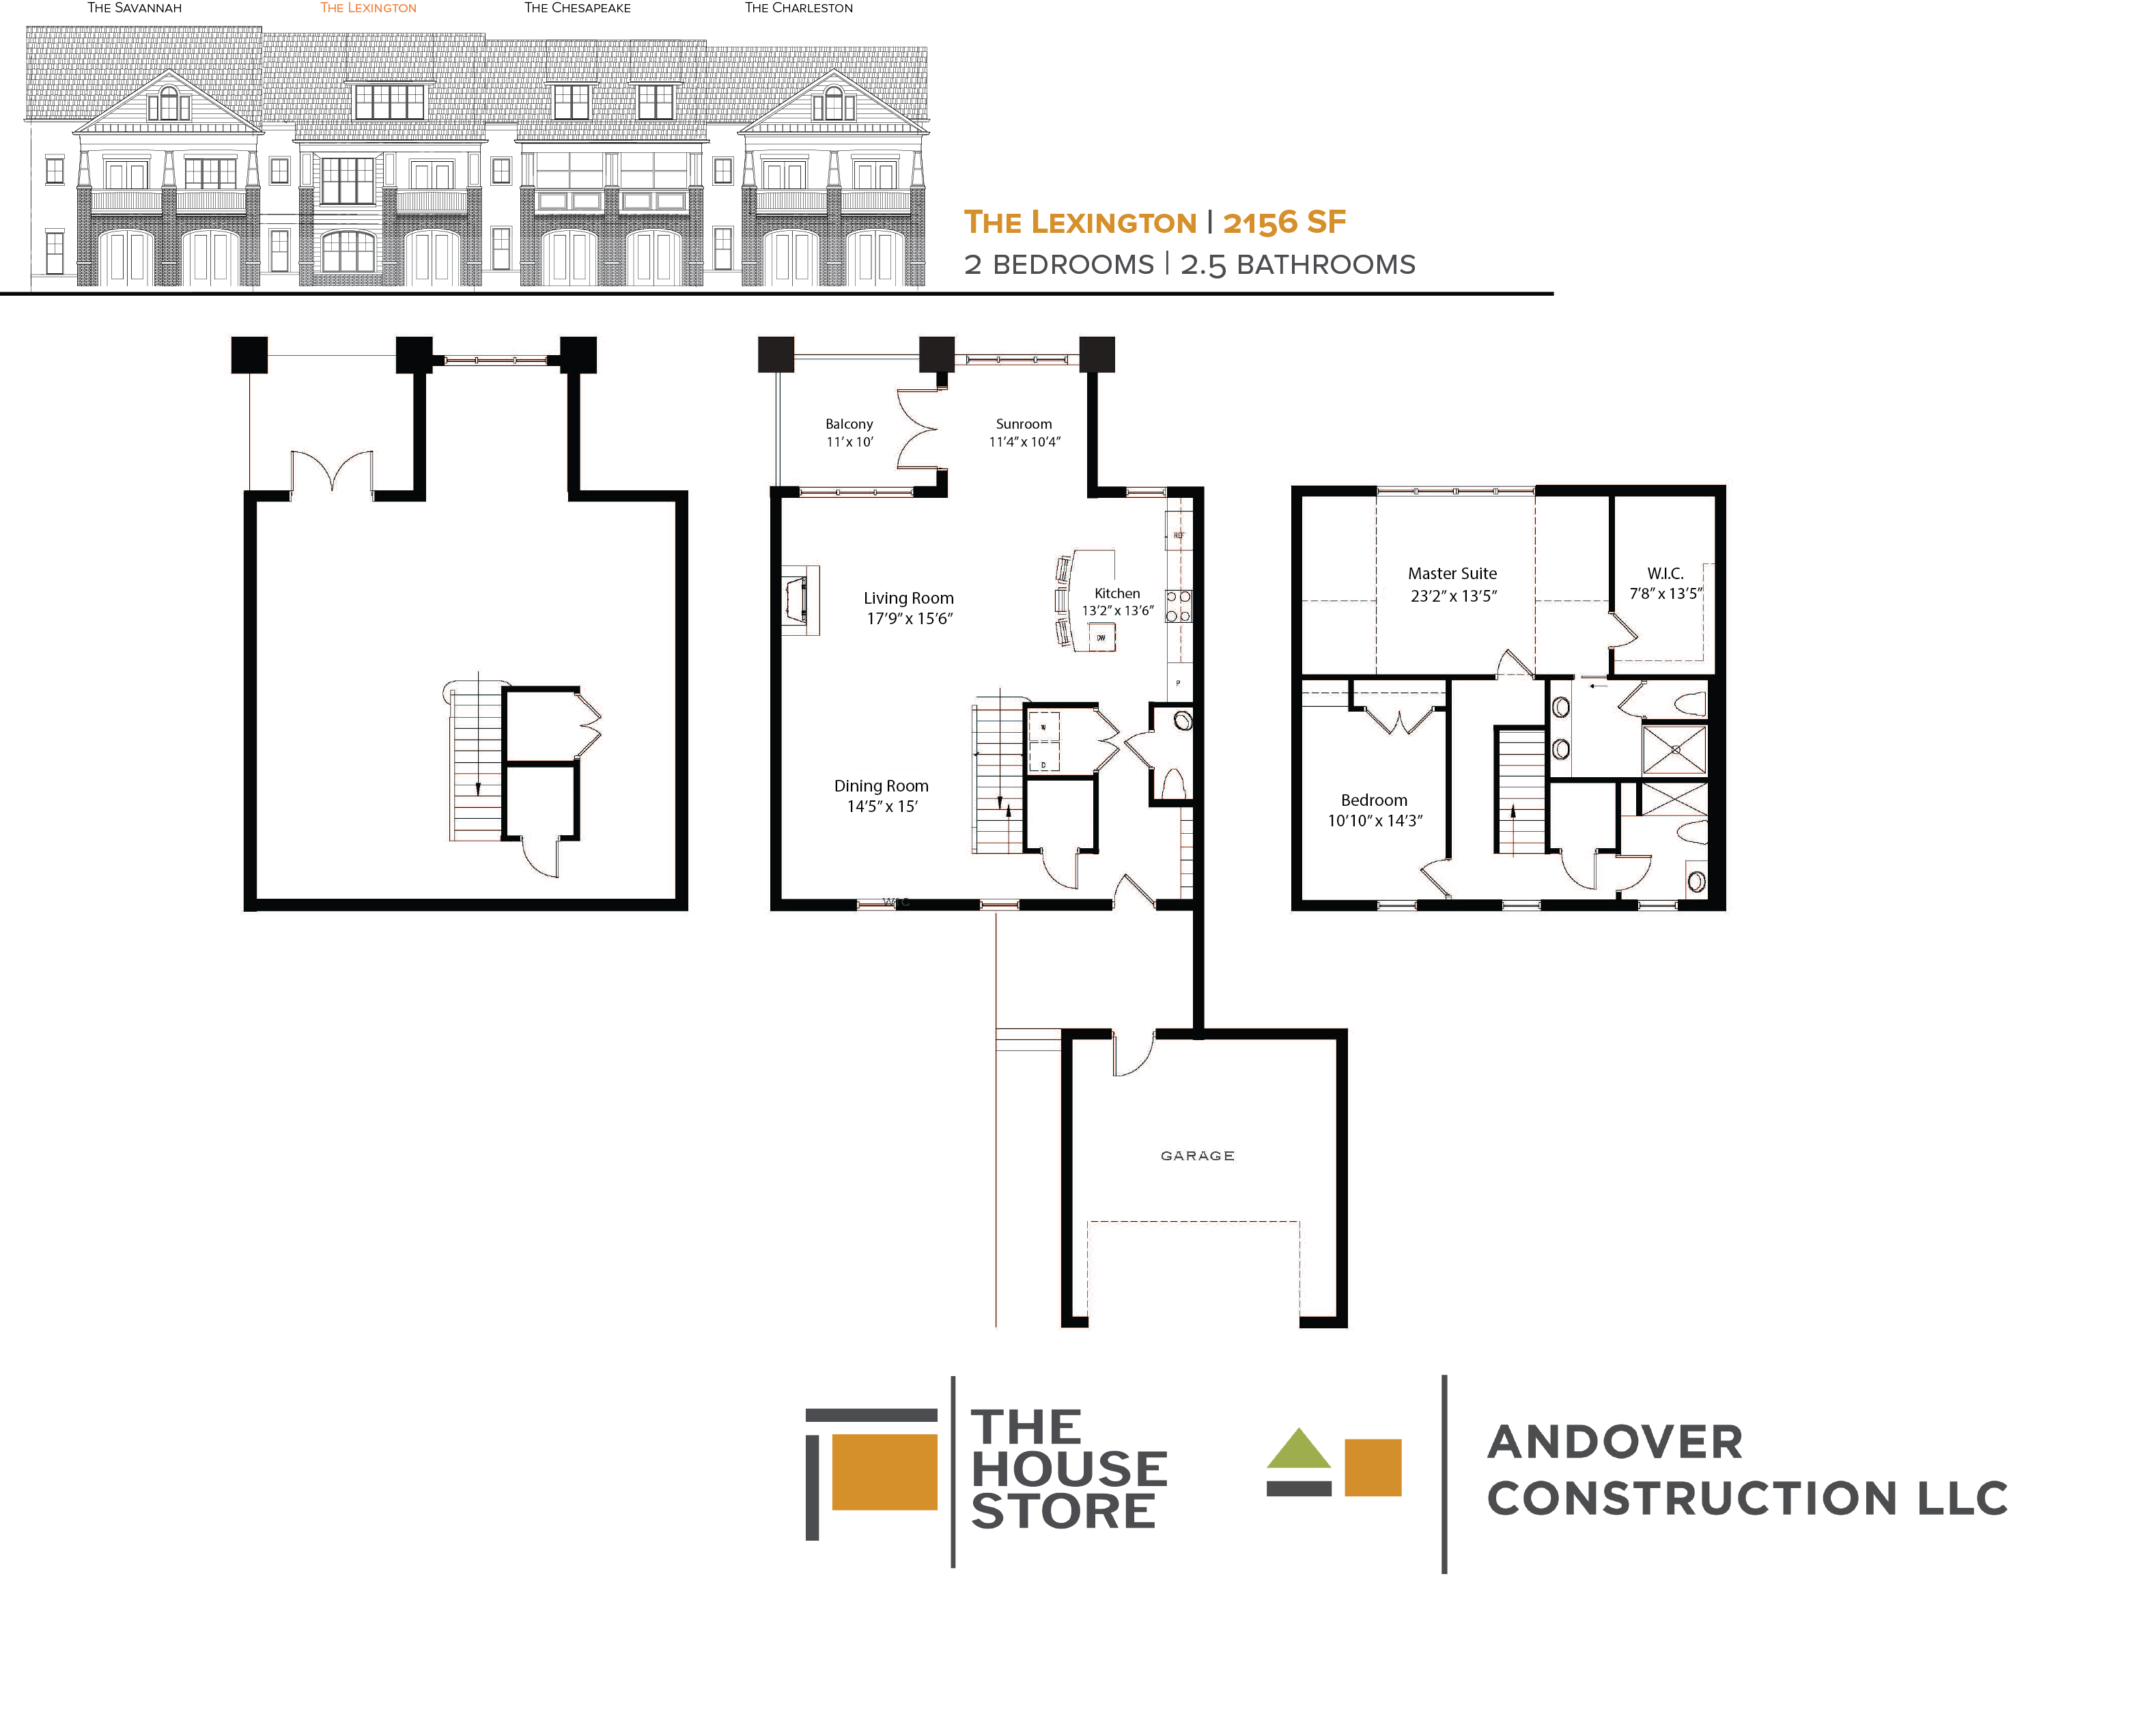 The Savannah
The Lexington
The Chesapeake
The Charleston
The Lexington | 2156 SF
2 BEDROOMS | 2.5 BATHROOMS
Balcony
11' x 10'
Sunroom
11'4" x 10'4"
REF
Living Room
17'9" x 15'6"
Kitchen
13'2" x 13'6"
DW
P
W
D
Dining Room
14'5" x 15'
Master Suite
23'2" x 13'5"
W.I.C.
7'8" x 13'5"
Bedroom
10'10" x 14'3"
GARAGE
THE
HOUSE
STORE
ANDOVER
CONSTRUCTION LLC